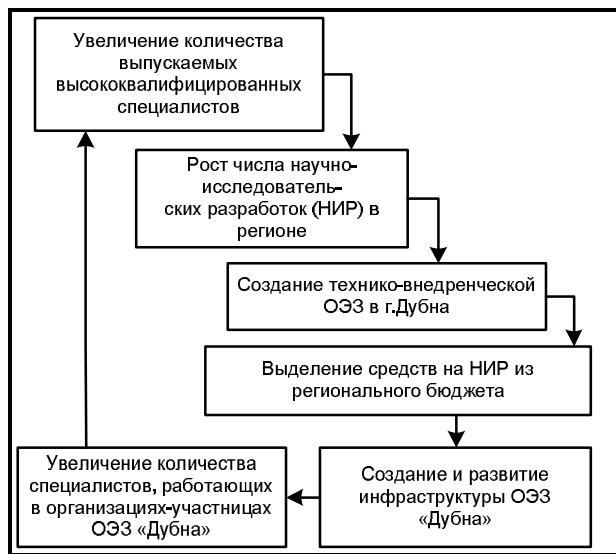 Увеличение количества
выпускаемых
высококвалифицированных
специалистов
Рост числа научно-
исследователь-
ских разработок (НИР) в
регионе
Создание технико-внедренческой
ОЭЗ в г.Дубна
Выделение средств на НИР из
регионального бюджета
Создание и развитие
инфраструктуры ОЭЗ
«Дубна»
Увеличение количества
специалистов, работающих
в организациях-участницах
ОЭЗ «Дубна»